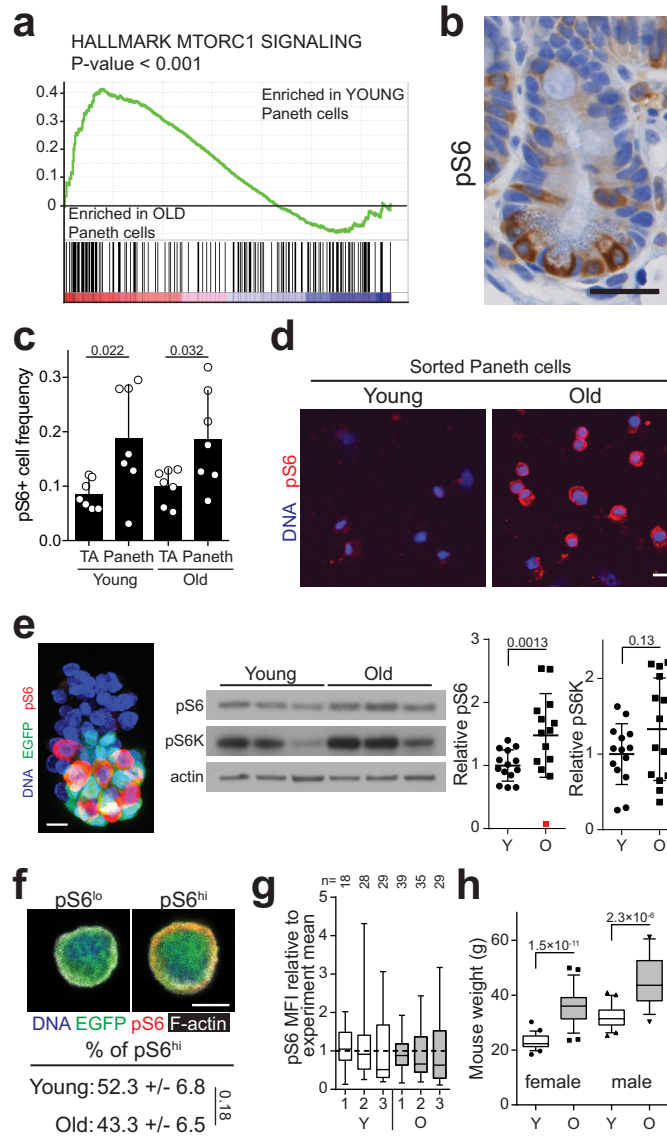 a
HALLMARK MTORC1 SIGNALING
P-value < 0.001
0.4
0.3
0.2
0.1
0
Enriched in YOUNG
Paneth cells
Enriched in OLD
Paneth cells
b
pS6
c
pS6+ cell frequency
0.3
0.2
0.1
0.0
0.022
0.032
TA Paneth TA Paneth
Young Old
d
Sorted Paneth cells
Young Old
DNA pS6
e
DNA EGFP pS6
Young Old
pS6
pS6K
actin
Relative pS6
3
2
1
0
0.0013
Y O
Relative pS6K
2
1
0
0.13
Y O
f
pS6lo pS6hi
DNA EGFP pS6 F-actin
% of pS6hi
Young: 52.3 +/- 6.8
Old: 43.3 +/- 6.5
0.18
g
n=
18 28 29 39 35 29
pS6 MFI relative to
experiment mean
5
4
3
2
1
0
1 2 3 1 2 3
Y O
h
Mouse weight (g)
60
40
20
0
1.5×10-11
2.3×10-6
female male
Y O Y O